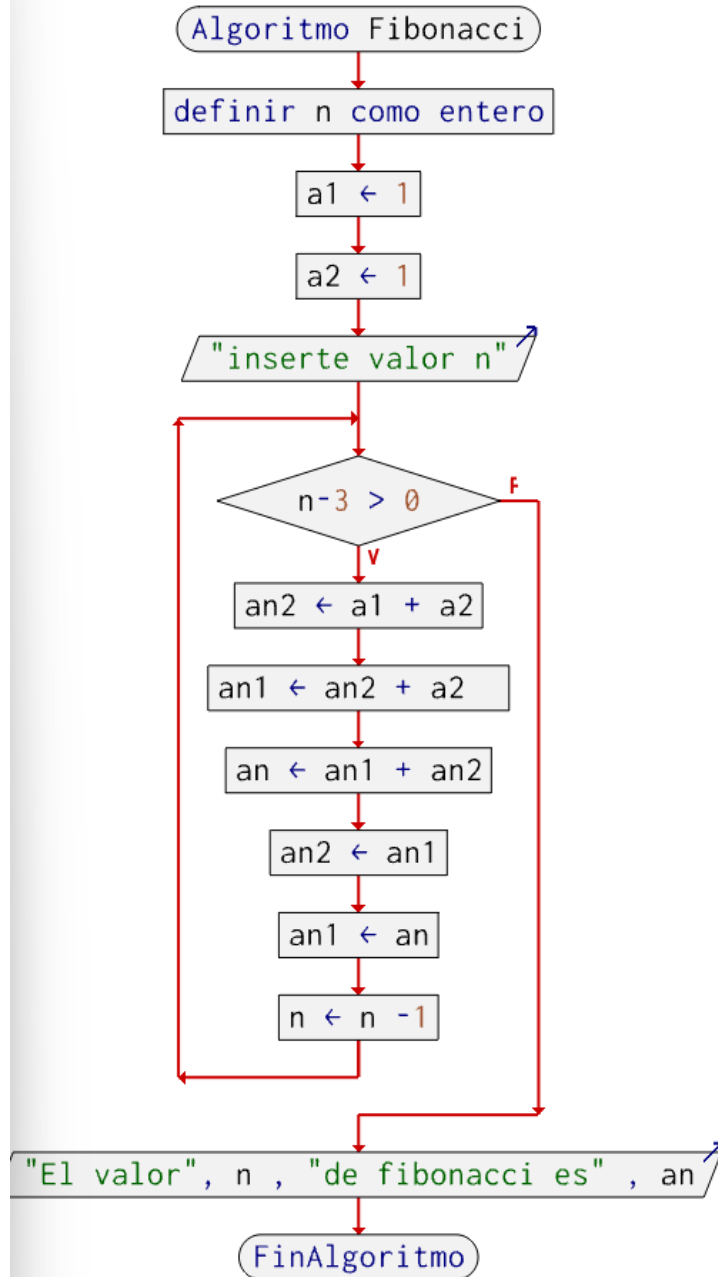 Algoritmo Fibonacci
definir n como entero
a1 ← 1
a2 ← 1
"inserte valor n"
n-3 > 0
F
V
an2 ← a1 + a2
an1 ← an2 + a2
an ← an1 + an2
an2 ← an1
an1 ← an
n ← n -1
"El valor", n , "de fibonacci es" , an
FinAlgoritmo